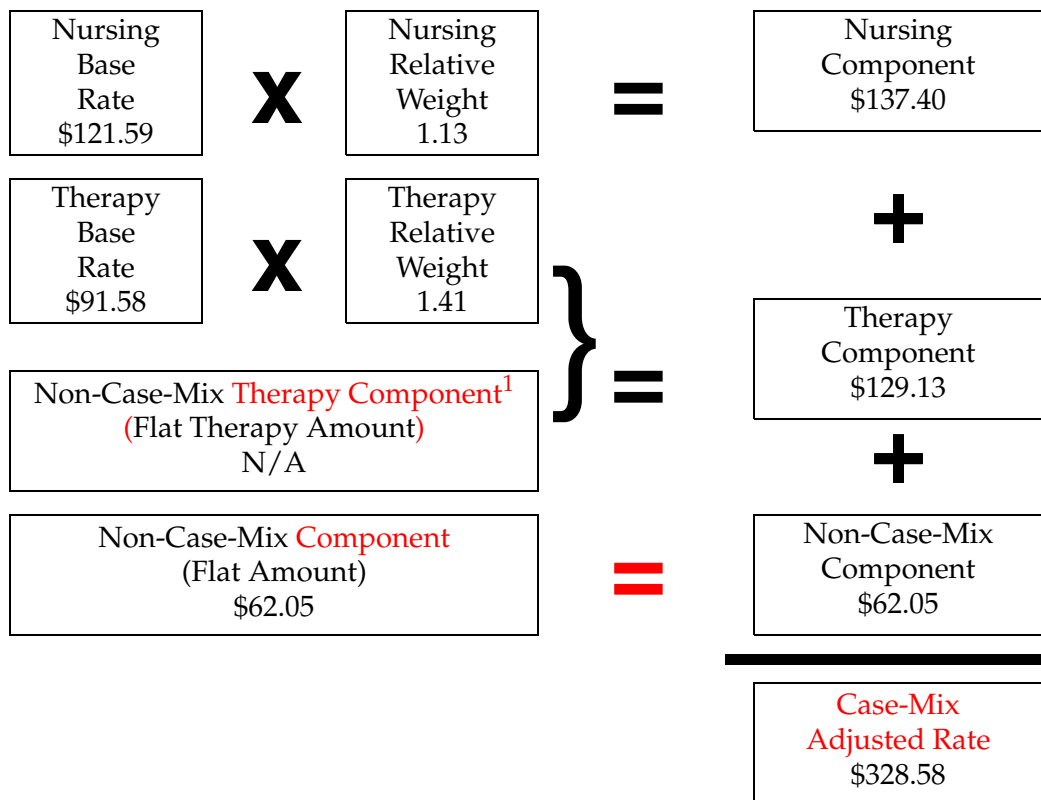 Nursing
Base
Rate
$121.59
x
Nursing
Relative
Weight
1.13
=
Nursing
Component
$137.40
+
Therapy
Base
Rate
$91.58
x
Therapy
Relative
Weight
1.41
}
=
Therapy
Component
$129.13
Non-Case-Mix Therapy Component1
(Flat Therapy Amount)
N/A
+
Non-Case-Mix Component
(Flat Amount)
$62.05
=
Non-Case-Mix
Component
$62.05
Case-Mix
Adjusted Rate
$328.58